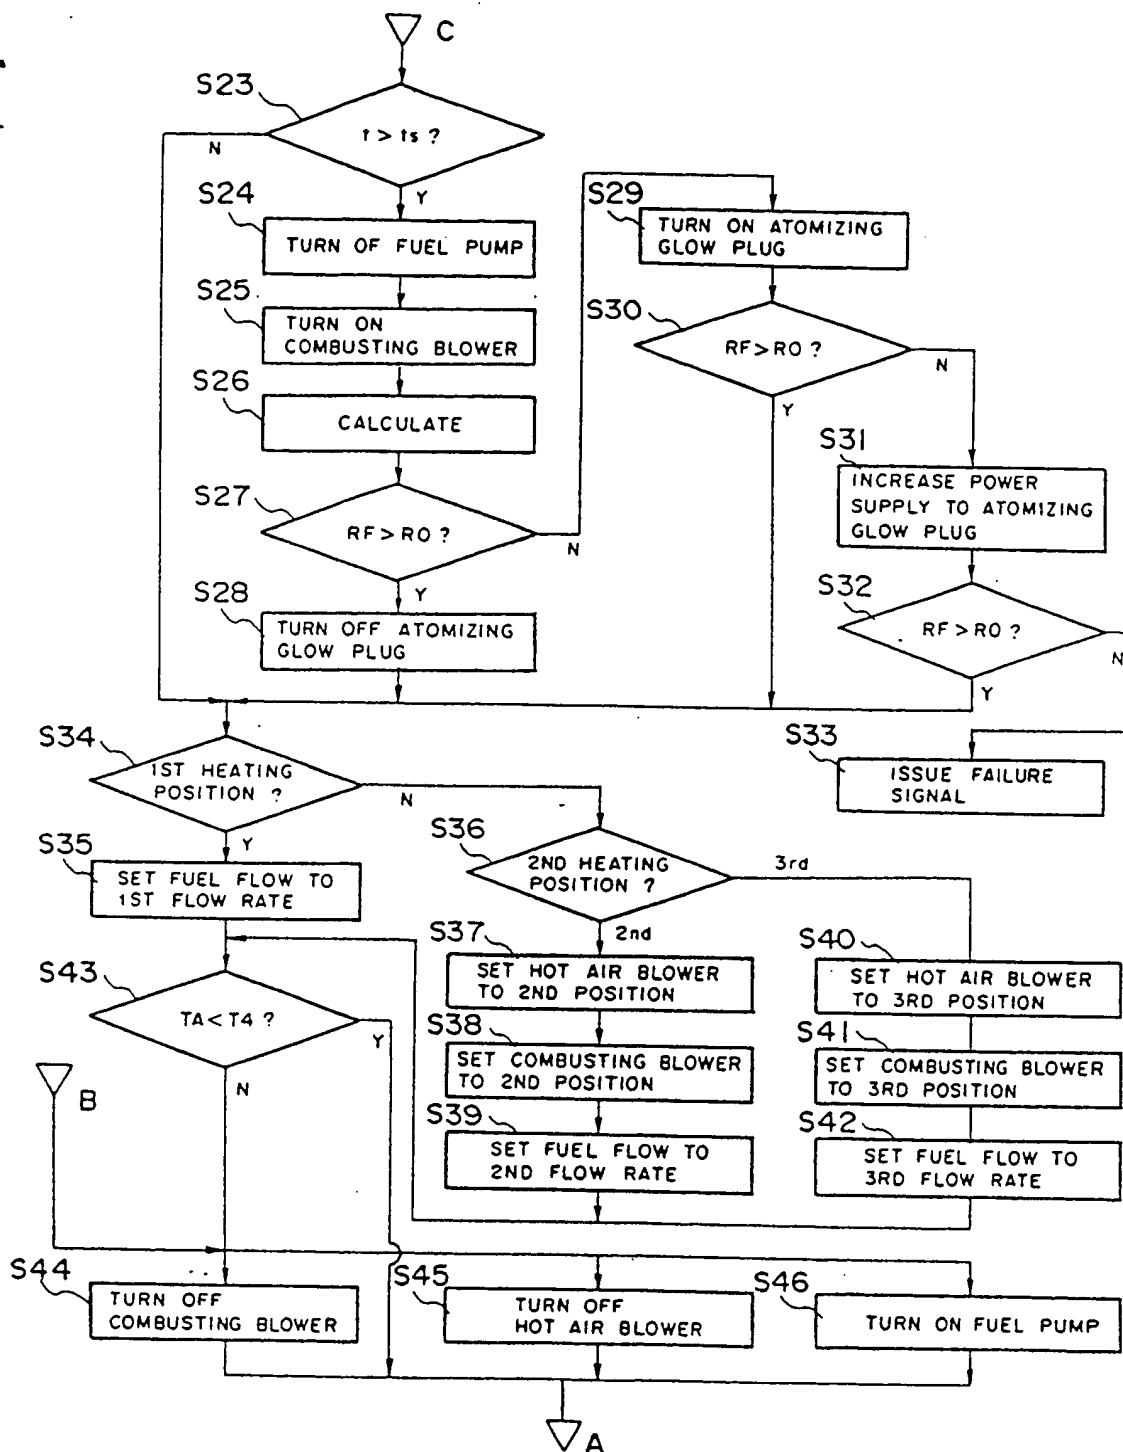 C
S23
t > ts ?
N
Y
S24
TURN OF FUEL PUMP
S25
TURN ON
COMBUSTING BLOWER
S26
CALCULATE
S27
RF > RO ?
N
Y
S28
TURN OFF ATOMIZING
GLOW PLUG
S29
TURN ON ATOMIZING
GLOW PLUG
S30
RF > RO ?
N
Y
S31
INCREASE POWER
SUPPLY TO ATOMIZING
GLOW PLUG
S32
RF > RO ?
N
Y
S33
ISSUE FAILURE
SIGNAL
S34
1ST HEATING
POSITION ?
N
Y
S35
SET FUEL FLOW TO
1ST FLOW RATE
S36
2ND HEATING
POSITION ?
3rd
2nd
S37
SET HOT AIR BLOWER
TO 2ND POSITION
S38
SET COMBUSTING BLOWER
TO 2ND POSITION
S39
SET FUEL FLOW TO
2ND FLOW RATE
S40
SET HOT AIR BLOWER
TO 3RD POSITION
S41
SET COMBUSTING BLOWER
TO 3RD POSITION
S42
SET FUEL FLOW TO
3RD FLOW RATE
S43
TA < T4 ?
Y
N
B
S44
TURN OFF
COMBUSTING BLOWER
S45
TURN OFF
HOT AIR BLOWER
S46
TURN ON FUEL PUMP
A